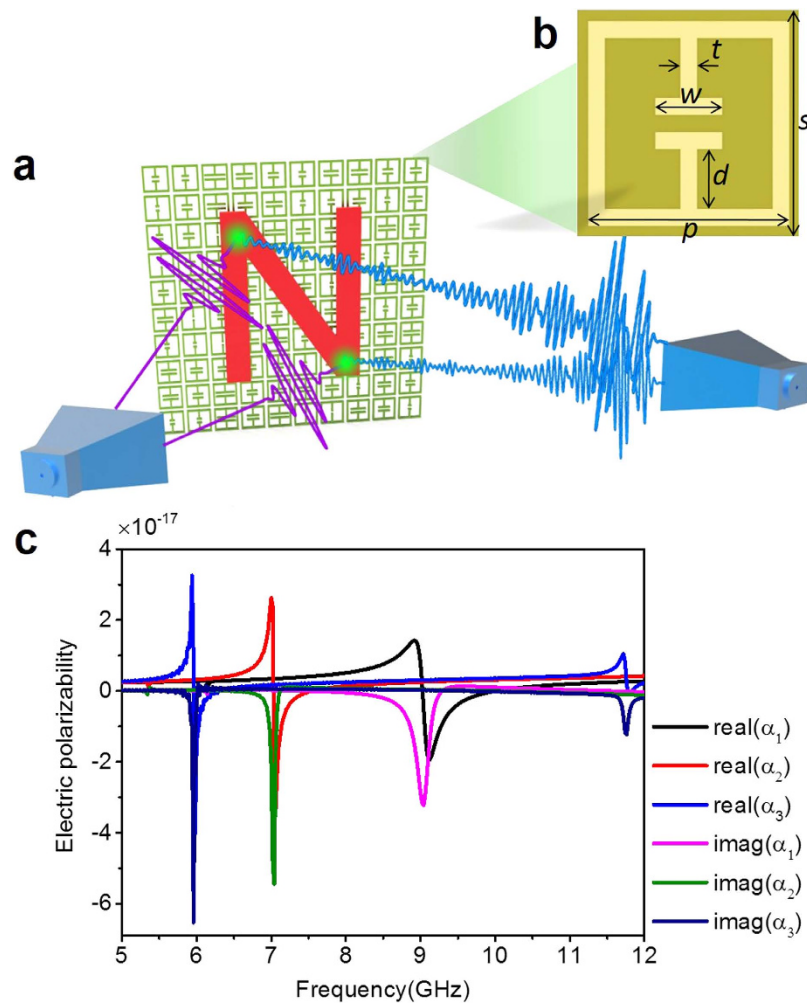 b
t
w
s
d
p
a
N
c
×10⁻¹⁷
4
2
0
-2
-4
-6
Electric polarizability
5 6 7 8 9 10 11 12
Frequency(GHz)
real(α₁)
real(α₂)
real(α₃)
imag(α₁)
imag(α₂)
imag(α₃)